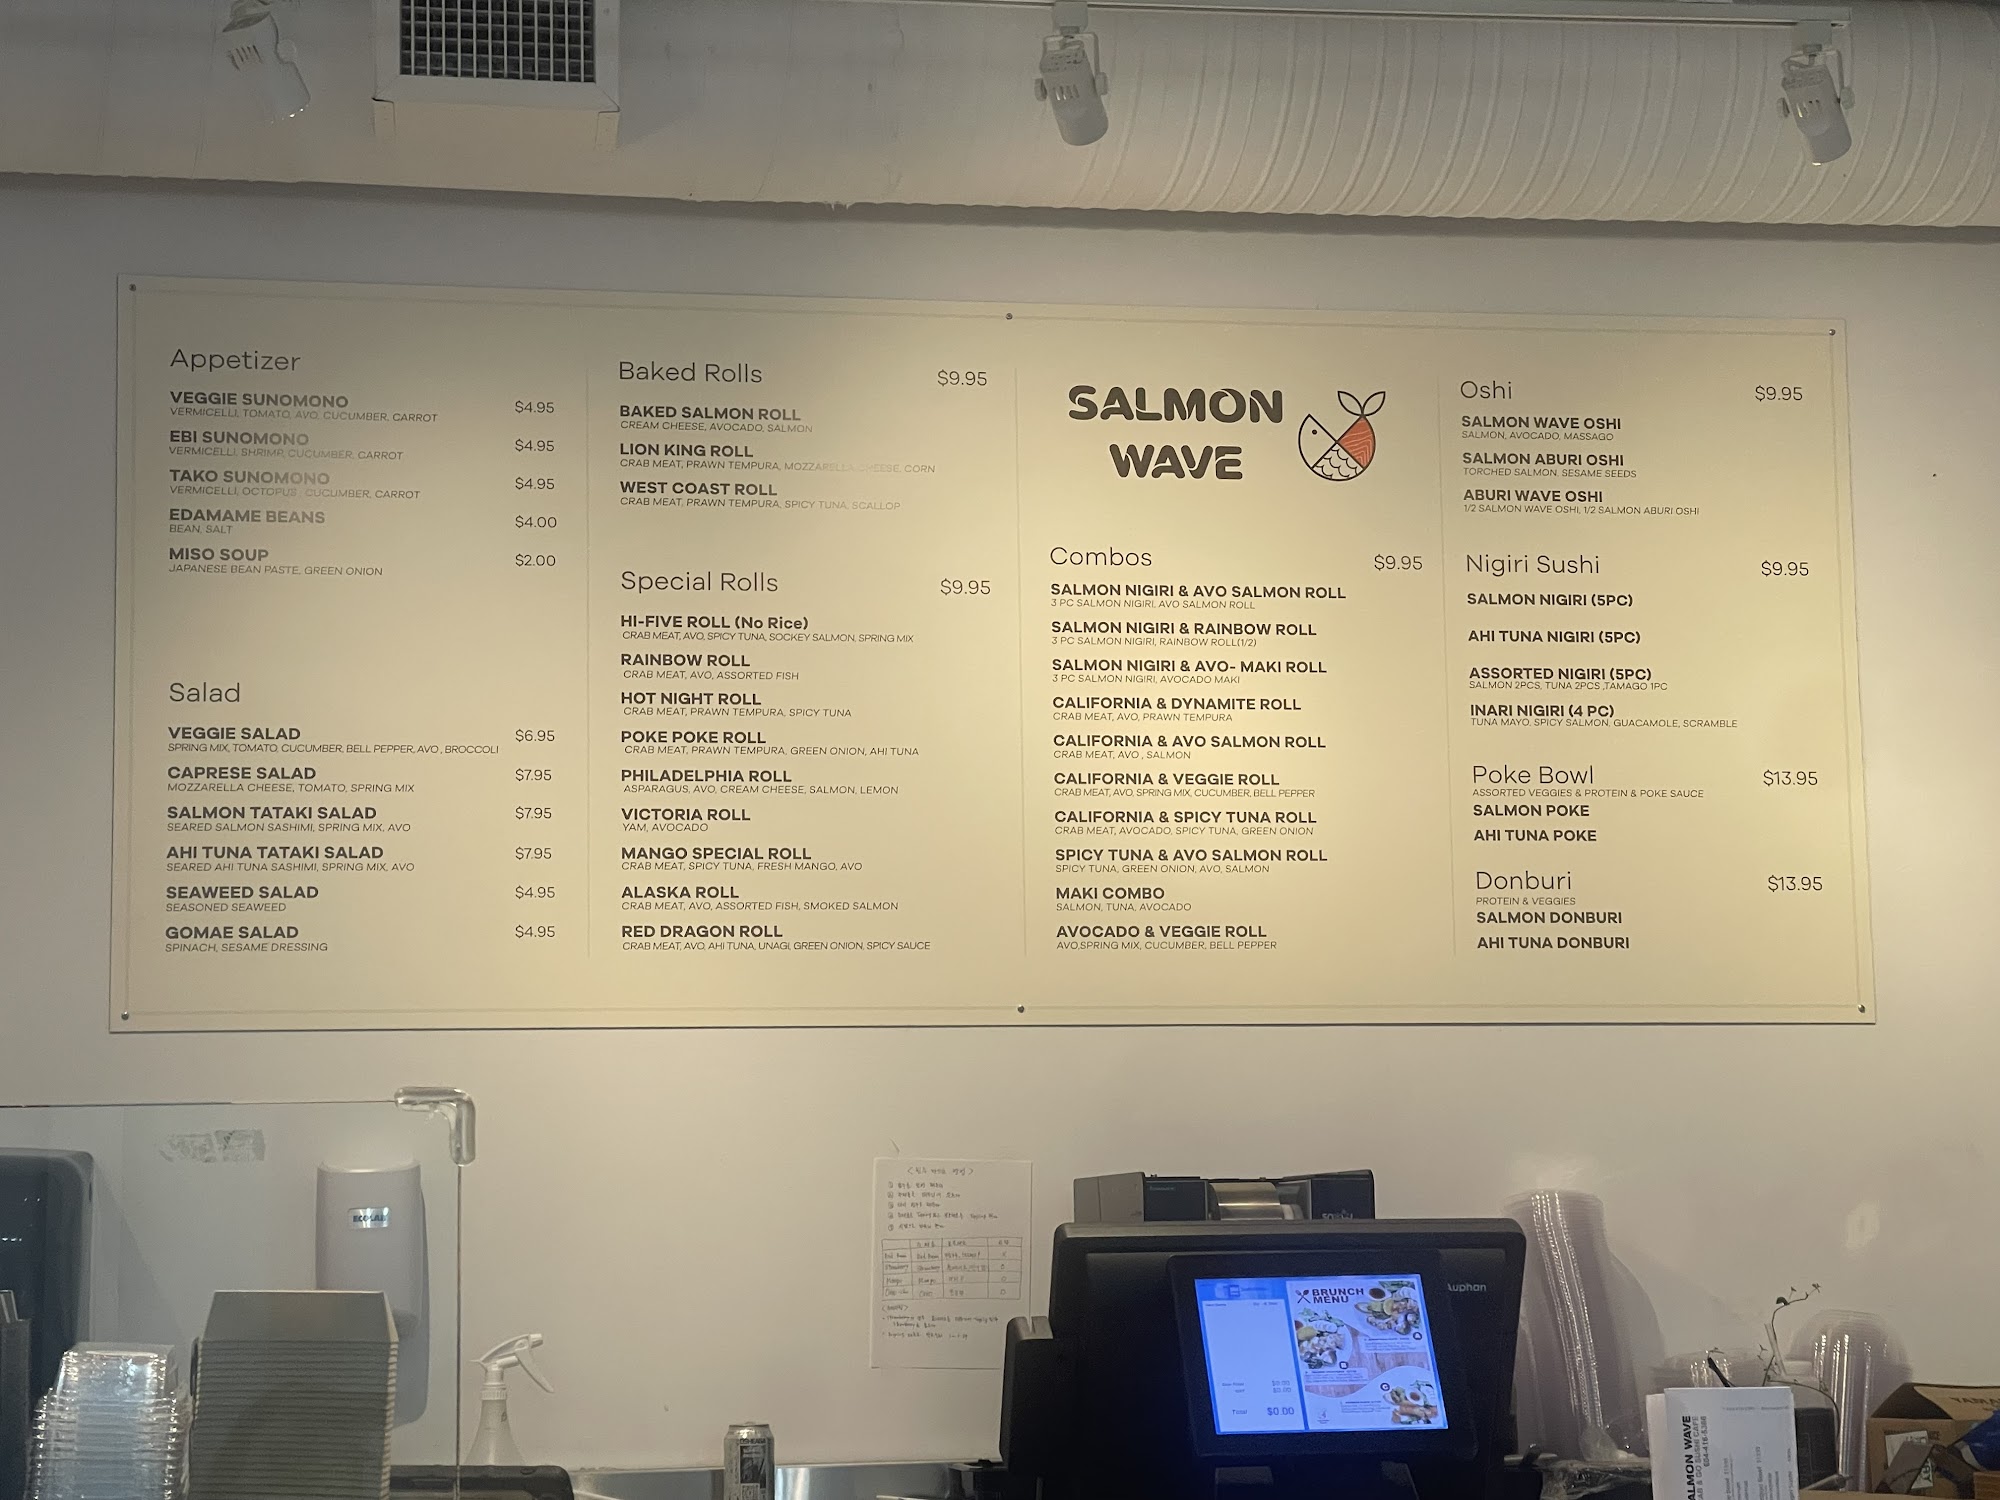 Appetizer
VEGGIE SUNOMONO $4.95
VERMICELLI, TOMATO, AVO, CUCUMBER, CARROT
EBI SUNOMONO $4.95
VERMICELLI, SHRIMP, CUCUMBER, CARROT
TAKO SUNOMONO $4.95
VERMICELLI, OCTOPUS, CUCUMBER, CARROT
EDAMAME BEANS $4.00
BEAN, SALT
MISO SOUP $2.00
JAPANESE BEAN PASTE, GREEN ONION
Salad
VEGGIE SALAD $6.95
SPRING MIX, TOMATO, CUCUMBER, BELL PEPPER, AVO, BROCCOLI
CAPRESE SALAD $7.95
MOZZARELLA CHEESE, TOMATO, SPRING MIX
SALMON TATAKI SALAD $7.95
SEARED SALMON SASHIMI, SPRING MIX, AVO
AHI TUNA TATAKI SALAD $7.95
SEARED AHI TUNA SASHIMI, SPRING MIX, AVO
SEAWEED SALAD $4.95
SEASONED SEAWEED
GOMAE SALAD $4.95
SPINACH, SESAME DRESSING
Baked Rolls $9.95
BAKED SALMON ROLL
CREAM CHEESE, AVOCADO, SALMON
LION KING ROLL
CRAB MEAT, PRAWN TEMPURA, MOZZARELLA CHEESE, CORN
WEST COAST ROLL
CRAB MEAT, PRAWN TEMPURA, SPICY TUNA, SCALLOP
Special Rolls $9.95
HI-FIVE ROLL (No Rice)
CRAB MEAT, AVO, SPICY TUNA, SOCKEY SALMON, SPRING MIX
RAINBOW ROLL
CRAB MEAT, AVO, ASSORTED FISH
HOT NIGHT ROLL
CRAB MEAT, PRAWN TEMPURA, SPICY TUNA
POKE POKE ROLL
CRAB MEAT, PRAWN TEMPURA, GREEN ONION, AHI TUNA
PHILADELPHIA ROLL
ASPARAGUS, AVO, CREAM CHEESE, SALMON, LEMON
VICTORIA ROLL
YAM, AVOCADO
MANGO SPECIAL ROLL
CRAB MEAT, SPICY TUNA, FRESH MANGO, AVO
ALASKA ROLL
CRAB MEAT, AVO, ASSORTED FISH, SMOKED SALMON
RED DRAGON ROLL
CRAB MEAT, AVO, AHI TUNA, UNAGI, GREEN ONION, SPICY SAUCE
SALMON
WAVE
Combos $9.95
SALMON NIGIRI & AVO SALMON ROLL
3 PC SALMON NIGIRI, AVO SALMON ROLL
SALMON NIGIRI & RAINBOW ROLL
3 PC SALMON NIGIRI, RAINBOW ROLL(1/2)
SALMON NIGIRI & AVO- MAKI ROLL
3 PC SALMON NIGIRI, AVOCADO MAKI
CALIFORNIA & DYNAMITE ROLL
CRAB MEAT, AVO, PRAWN TEMPURA
CALIFORNIA & AVO SALMON ROLL
CRAB MEAT, AVO , SALMON
CALIFORNIA & VEGGIE ROLL
CRAB MEAT, AVO, SPRING MIX, CUCUMBER, BELL PEPPER
CALIFORNIA & SPICY TUNA ROLL
CRAB MEAT, AVOCADO, SPICY TUNA, GREEN ONION
SPICY TUNA & AVO SALMON ROLL
SPICY TUNA, GREEN ONION, AVO, SALMON
MAKI COMBO
SALMON, TUNA, AVOCADO
AVOCADO & VEGGIE ROLL
AVO,SPRING MIX, CUCUMBER, BELL PEPPER
Oshi $9.95
SALMON WAVE OSHI
SALMON, AVOCADO, MASSAGO
SALMON ABURI OSHI
TORCHED SALMON, SESAME SEEDS
ABURI WAVE OSHI
1/2 SALMON WAVE OSHI, 1/2 SALMON ABURI OSHI
Nigiri Sushi $9.95
SALMON NIGIRI (5PC)
AHI TUNA NIGIRI (5PC)
ASSORTED NIGIRI (5PC)
SALMON 2PCS, TUNA 2PCS ,TAMAGO 1PC
INARI NIGIRI (4 PC)
TUNA MAYO, SPICY SALMON, GUACAMOLE, SCRAMBLE
Poke Bowl $13.95
ASSORTED VEGGIES & PROTEIN & POKE SAUCE
SALMON POKE
AHI TUNA POKE
Donburi $13.95
PROTEIN & VEGGIES
SALMON DONBURI
AHI TUNA DONBURI
ECOLAB
BRUNCH
MENU
Total $0.00